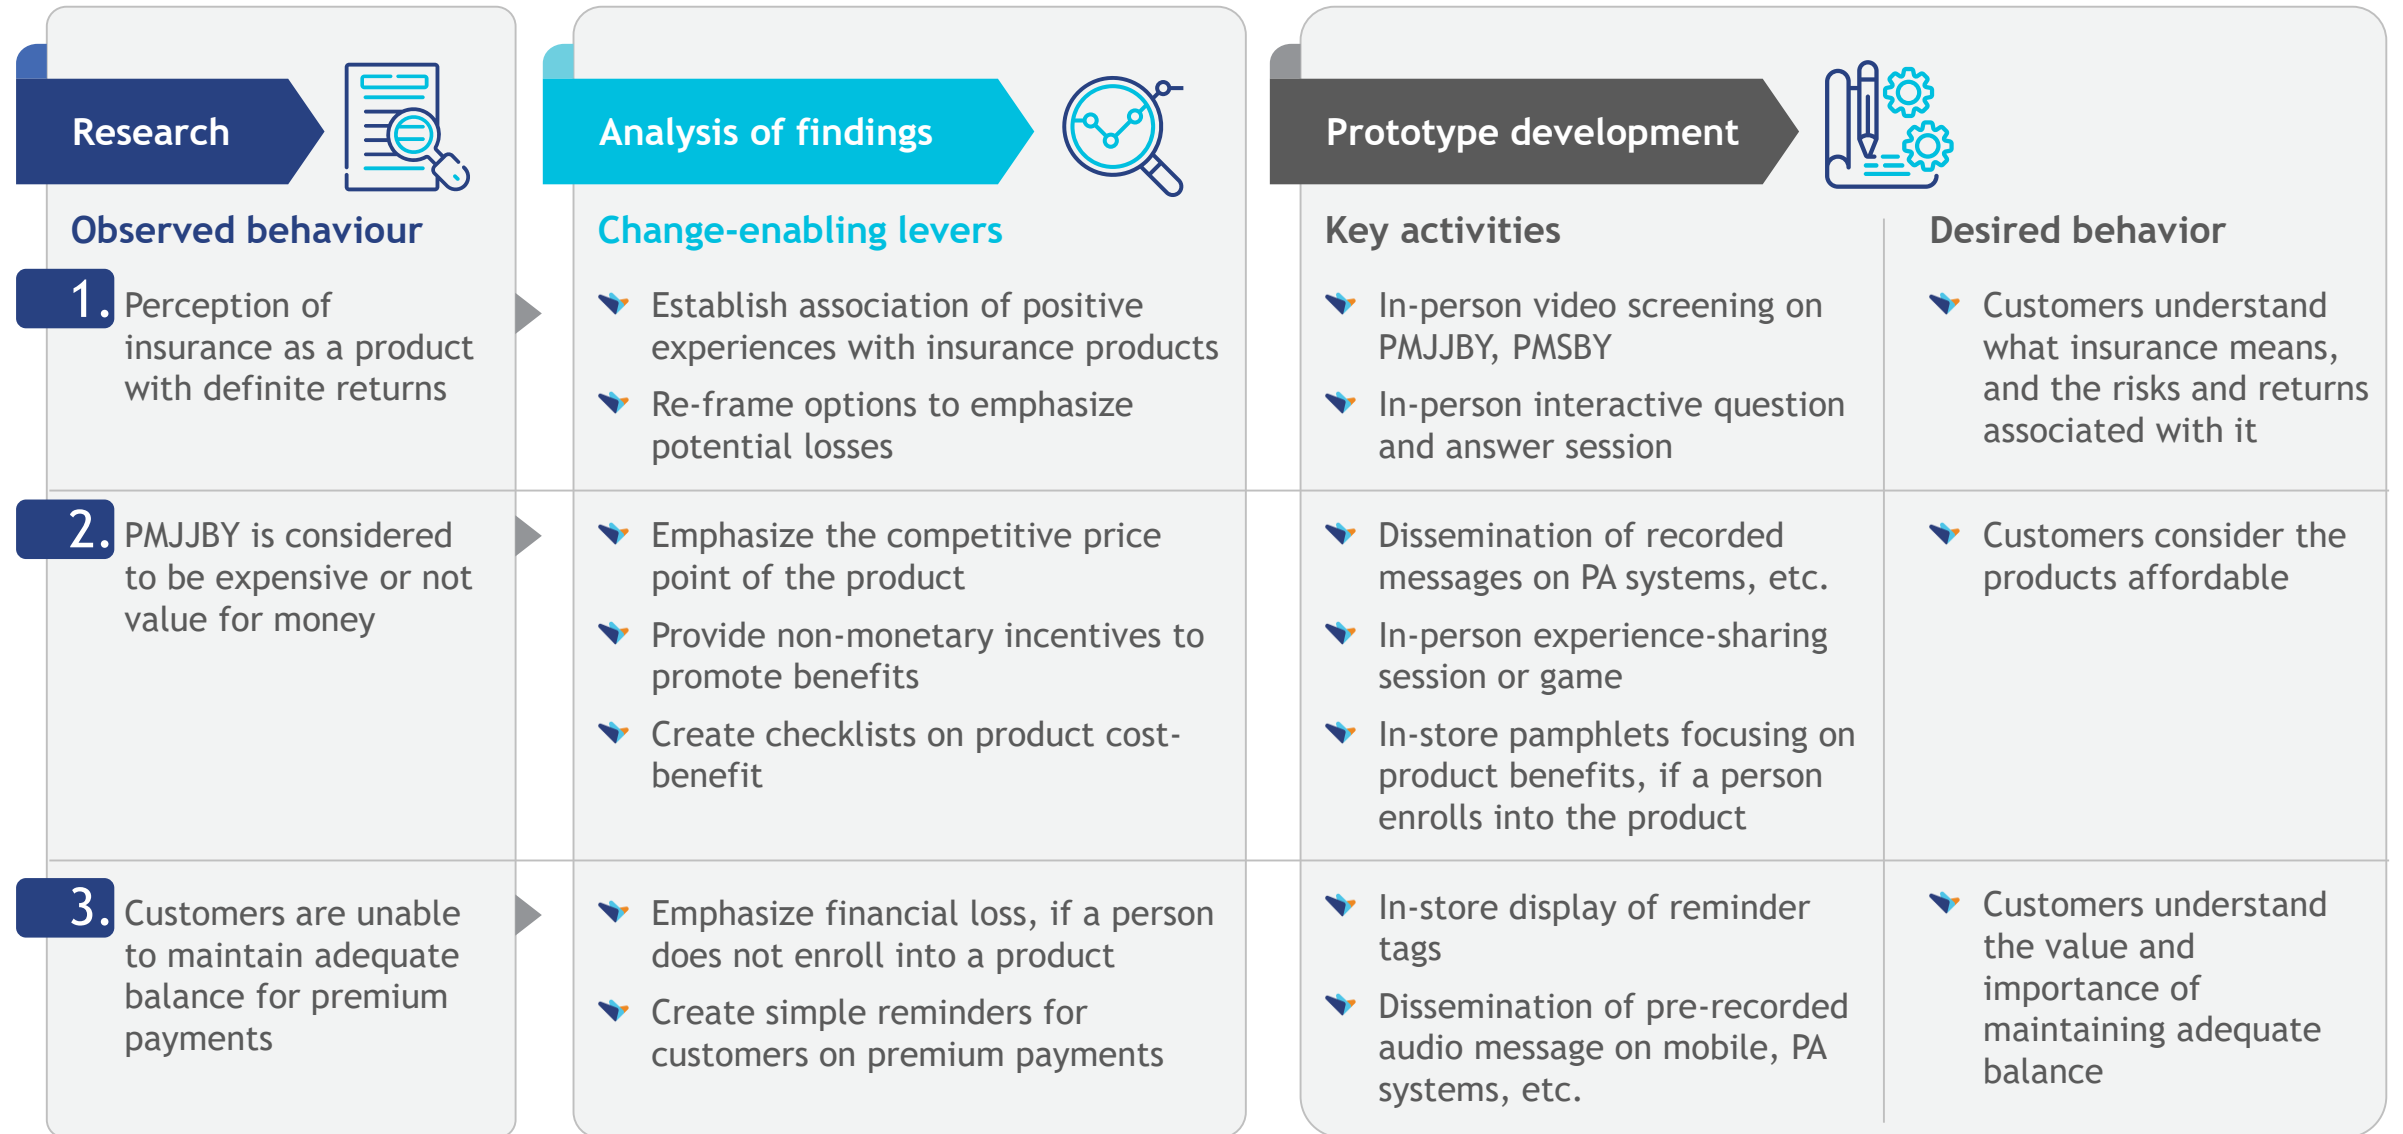 Research
Analysis of findings
Prototype development
Observed behaviour
Change-enabling levers
Key activities
Desired behavior
1.
Perception of
insurance as a product
with definite returns
Establish association of positive
experiences with insurance products
Re-frame options to emphasize
potential losses
In-person video screening on
PMJJBY, PMSBY
In-person interactive question
and answer session
Customers understand
what insurance means,
and the risks and returns
associated with it
2.
PMJJBY is considered
to be expensive or not
value for money
Emphasize the competitive price
point of the product
Provide non-monetary incentives to
promote benefits
Create checklists on product cost-
benefit
Dissemination of recorded
messages on PA systems, etc.
In-person experience-sharing
session or game
In-store pamphlets focusing on
product benefits, if a person
enrolls into the product
Customers consider the
products affordable
3.
Customers are unable
to maintain adequate
balance for premium
payments
Emphasize financial loss, if a person
does not enroll into a product
Create simple reminders for
customers on premium payments
In-store display of reminder
tags
Dissemination of pre-recorded
audio message on mobile, PA
systems, etc.
Customers understand
the value and
importance of
maintaining adequate
balance